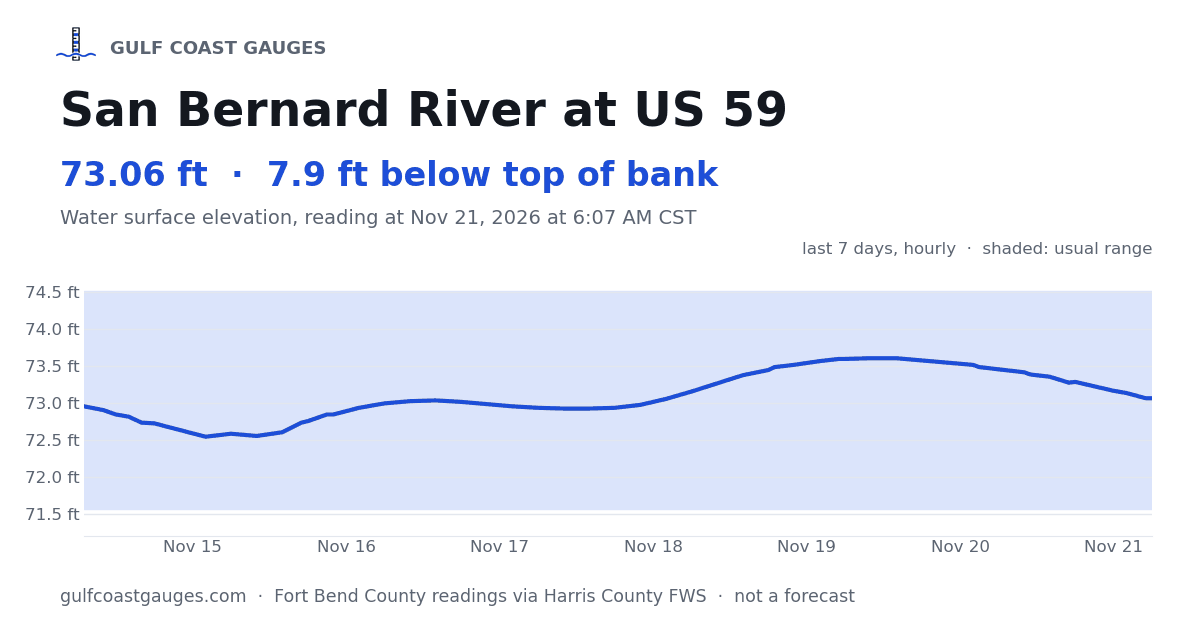 GULF COAST GAUGES
San Bernard River at US 59
73.06 ft · 7.9 ft below top of bank
Water surface elevation, reading at Nov 21, 2026 at 6:07 AM CST
last 7 days, hourly · shaded: usual range
74.5 ft
74.0 ft
73.5 ft
73.0 ft
72.5 ft
72.0 ft
71.5 ft
Nov 15 Nov 16 Nov 17 Nov 18 Nov 19 Nov 20 Nov 21
gulfcoastgauges.com · Fort Bend County readings via Harris County FWS · not a forecast